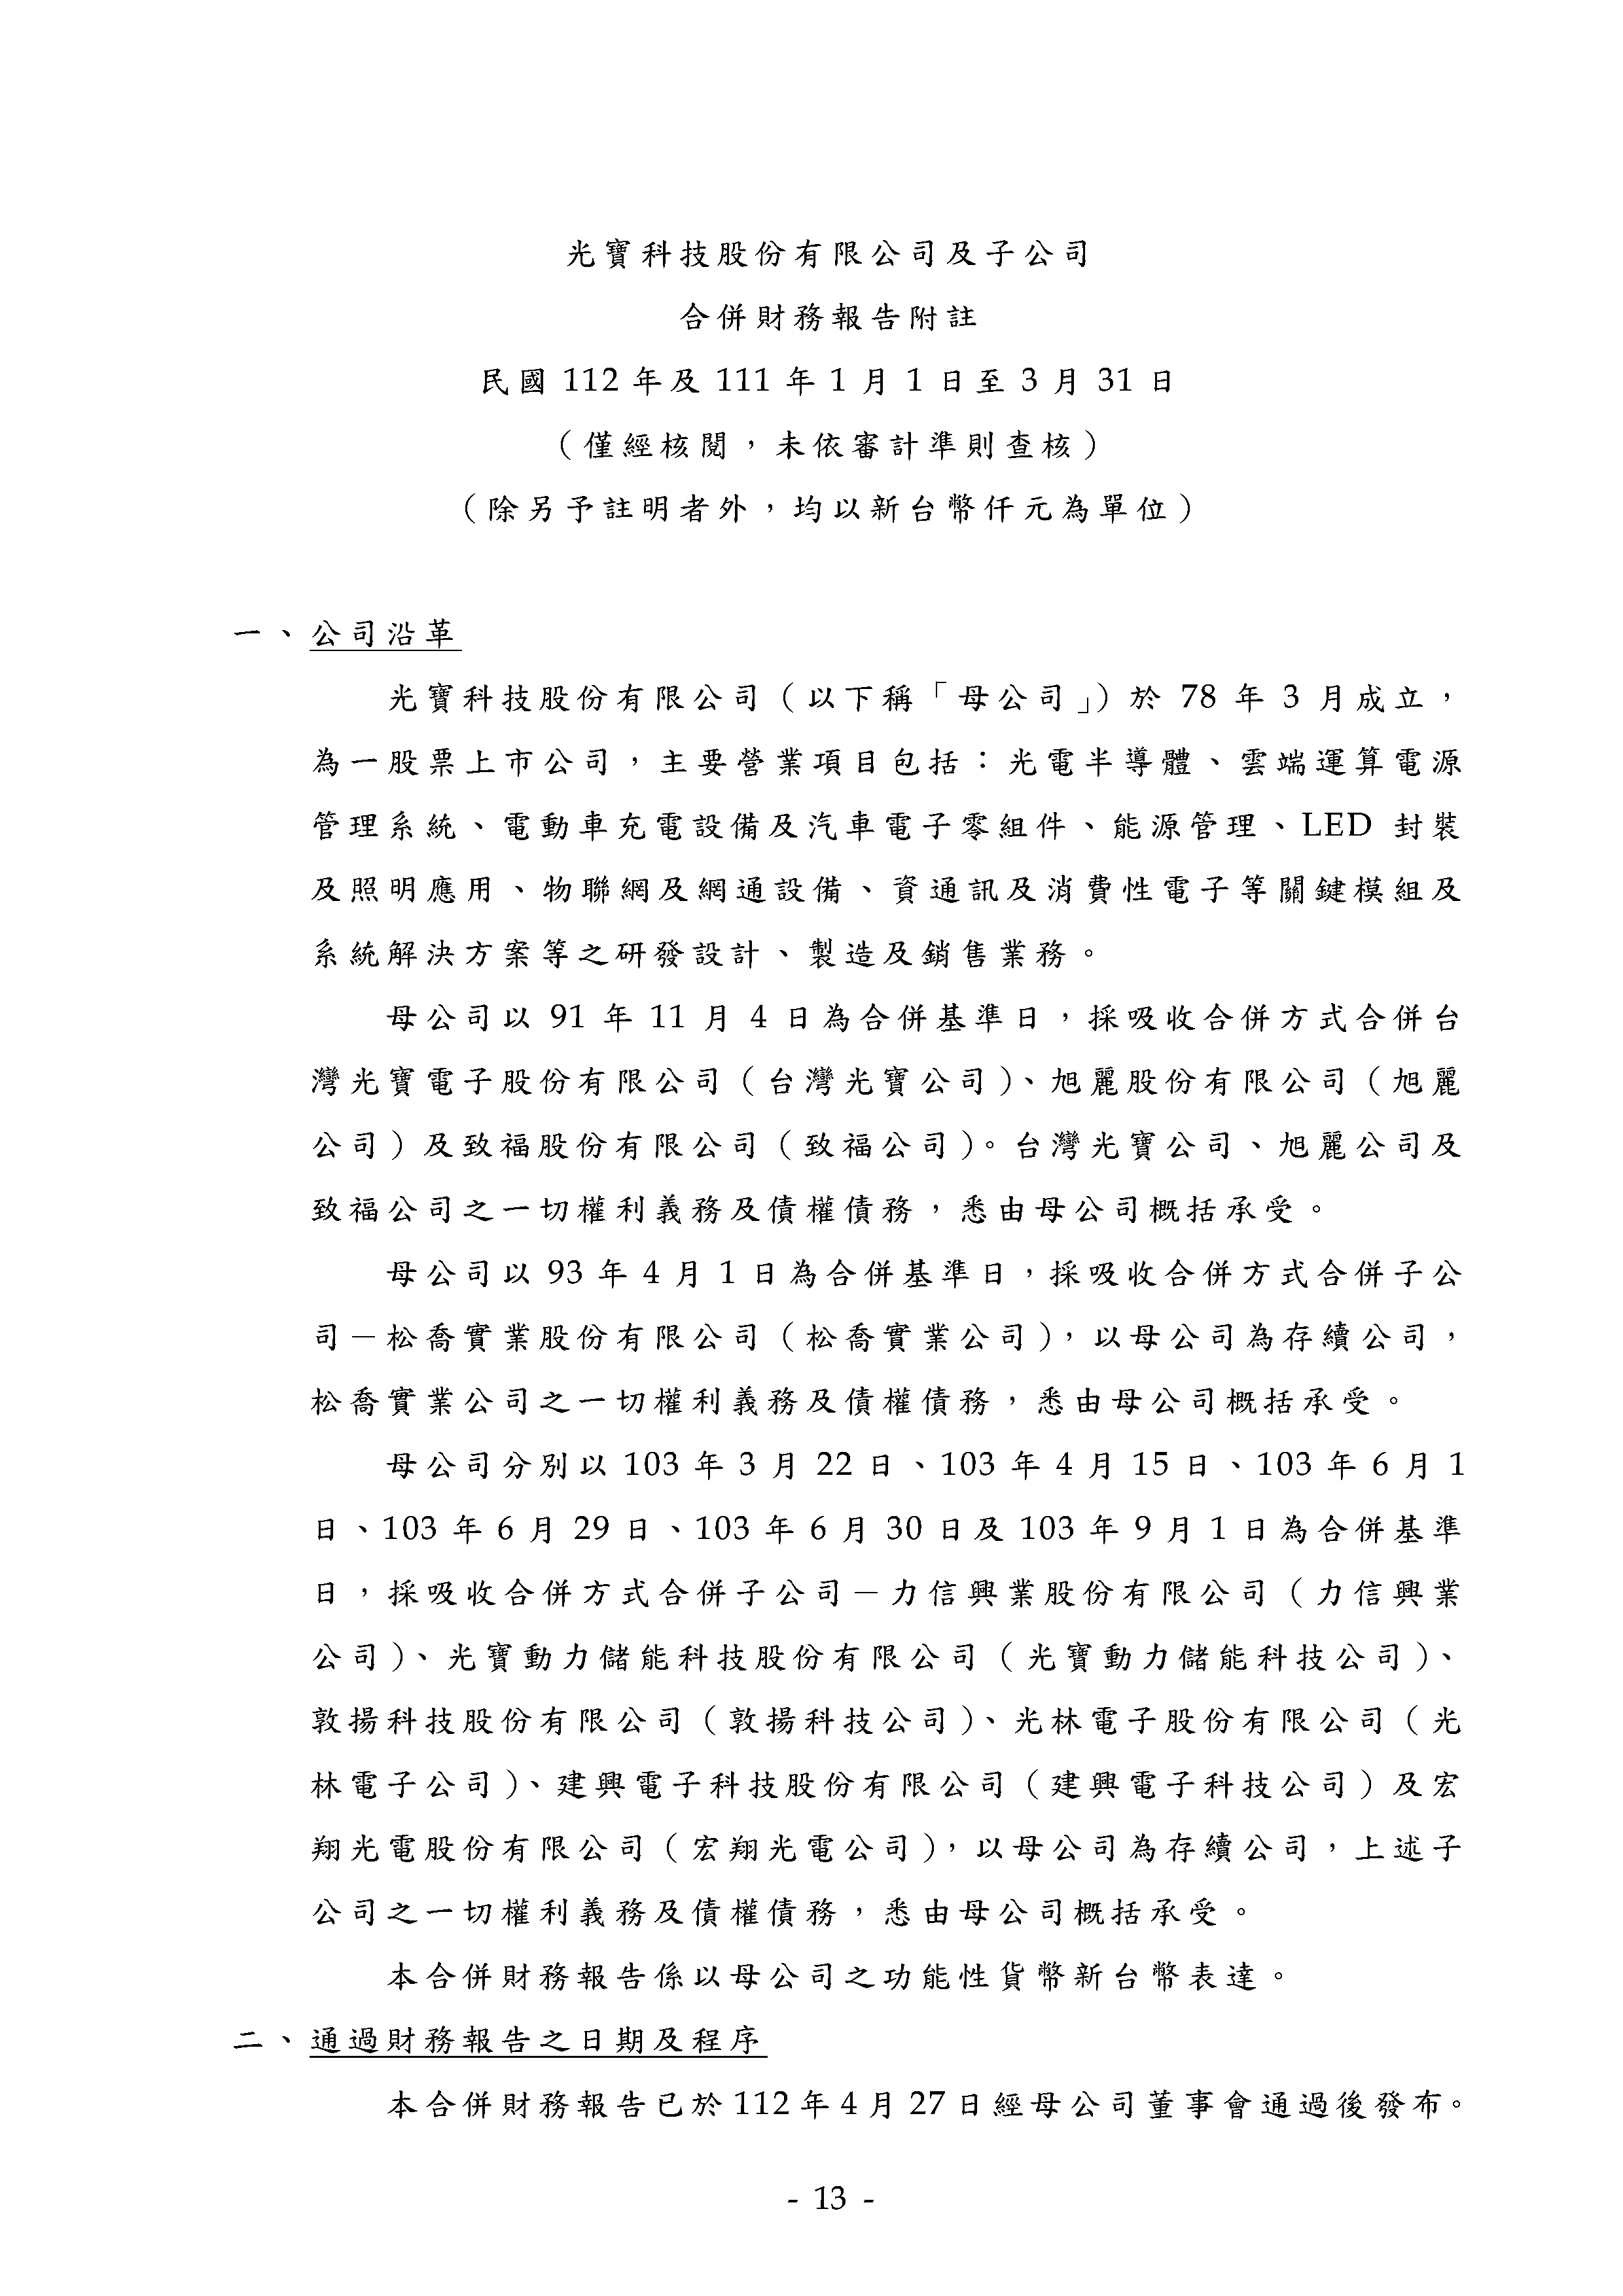 光寶科技股份有限公司及子公司
合併財務報告附註
民國 112 年及 111 年 1 月 1 日至 3 月 31 日
（僅經核閱，未依審計準則查核）
（除另予註明者外，均以新台幣仟元為單位）
一、公司沿革
光寶科技股份有限公司（以下稱「母公司」）於 78 年 3 月成立，
為一股票上市公司，主要營業項目包括：光電半導體、雲端運算電源
管理系統、電動車充電設備及汽車電子零組件、能源管理、LED 封裝
及照明應用、物聯網及網通設備、資通訊及消費性電子等關鍵模組及
系統解決方案等之研發設計、製造及銷售業務。
母公司以 91 年 11 月 4 日為合併基準日，採吸收合併方式合併台
灣光寶電子股份有限公司（台灣光寶公司）、旭麗股份有限公司（旭麗
公司）及致福股份有限公司（致福公司）。台灣光寶公司、旭麗公司及
致福公司之一切權利義務及債權債務，悉由母公司概括承受。
母公司以 93 年 4 月 1 日為合併基準日，採吸收合併方式合併子公
司－松喬實業股份有限公司（松喬實業公司），以母公司為存續公司，
松喬實業公司之一切權利義務及債權債務，悉由母公司概括承受。
母公司分別以 103 年 3 月 22 日、103 年 4 月 15 日、103 年 6 月 1
日、103 年 6 月 29 日、103 年 6 月 30 日及 103 年 9 月 1 日為合併基準
日，採吸收合併方式合併子公司－力信興業股份有限公司（力信興業
公司）、光寶動力儲能科技股份有限公司（光寶動力儲能科技公司）、
敦揚科技股份有限公司（敦揚科技公司）、光林電子股份有限公司（光
林電子公司）、建興電子科技股份有限公司（建興電子科技公司）及宏
翔光電股份有限公司（宏翔光電公司），以母公司為存續公司，上述子
公司之一切權利義務及債權債務，悉由母公司概括承受。
本合併財務報告係以母公司之功能性貨幣新台幣表達。
二、通過財務報告之日期及程序
本合併財務報告已於 112 年 4 月 27 日經母公司董事會通過後發布。
- 13 -